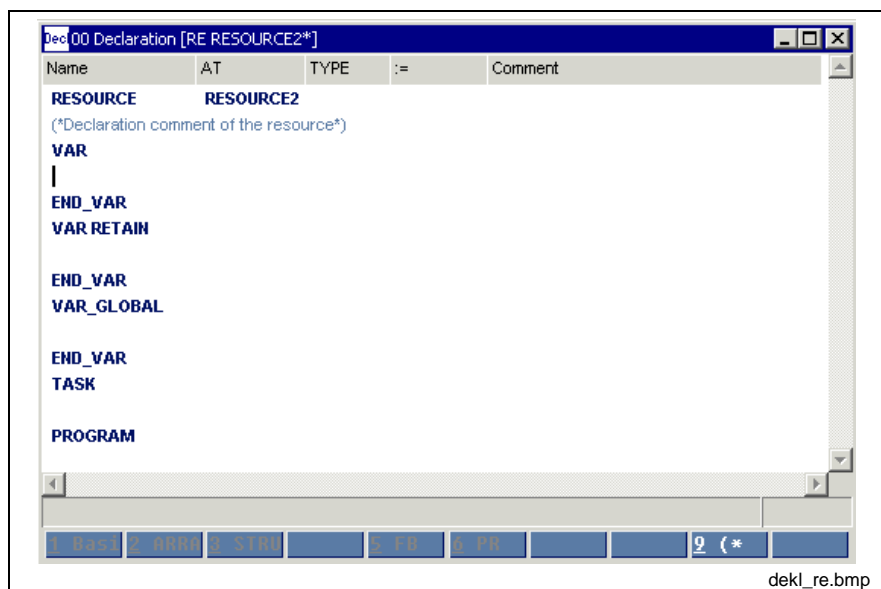 Decl 00 Declaration [RE RESOURCE2*]
Name AT TYPE := Comment
RESOURCE RESOURCE2
(*Declaration comment of the resource*)
VAR
END_VAR
VAR RETAIN
END_VAR
VAR_GLOBAL
END_VAR
TASK
PROGRAM
1 Basi 2 ARRA 3 STRU 5 FB 6 PR 9 (*
dekl_re.bmp